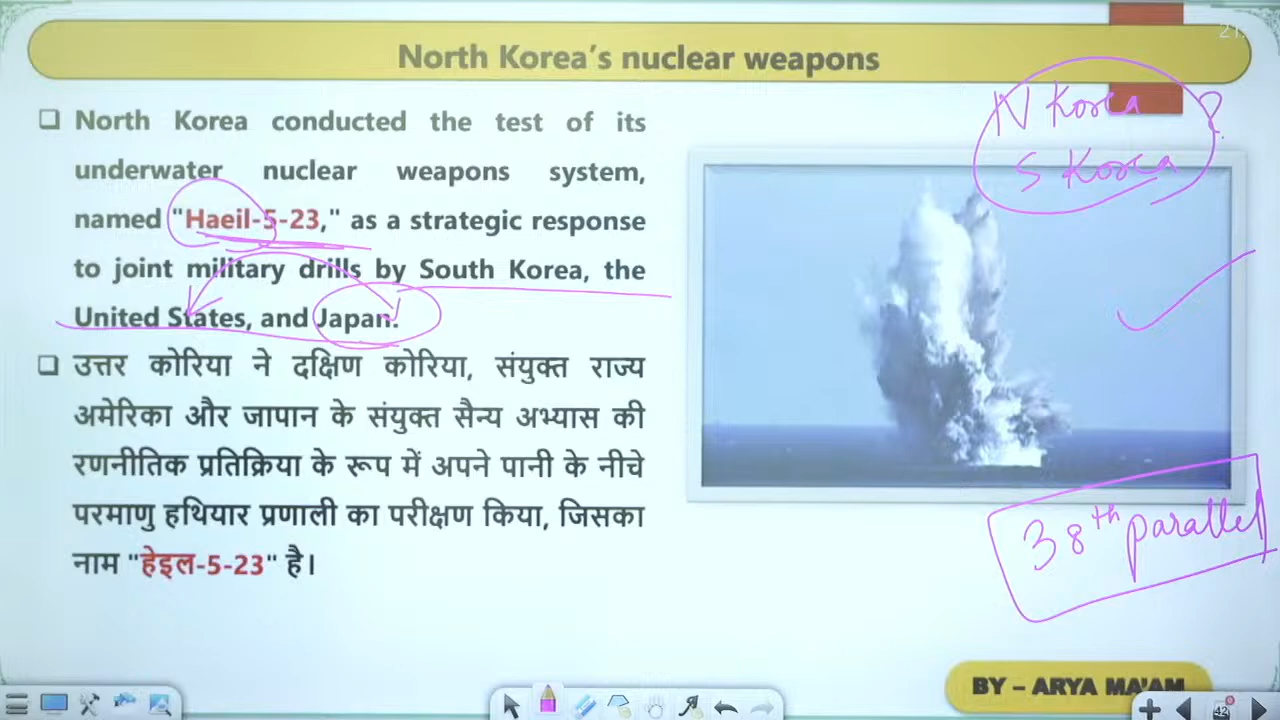 North Korea's nuclear weapons
North Korea conducted the test of its
underwater nuclear weapons system,
named "Haeil-5-23," as a strategic response
to joint military drills by South Korea, the
United States, and Japan.
उत्तर कोरिया ने दक्षिण कोरिया, संयुक्त राज्य
अमेरिका और जापान के संयुक्त सैन्य अभ्यास की
रणनीतिक प्रतिक्रिया के रूप में अपने पानी के नीचे
परमाणु हथियार प्रणाली का परीक्षण किया, जिसका
नाम "हेइल-5-23" है।
N Korea ?
S Korea
38th parallel
BY – ARYA MA'AM
42